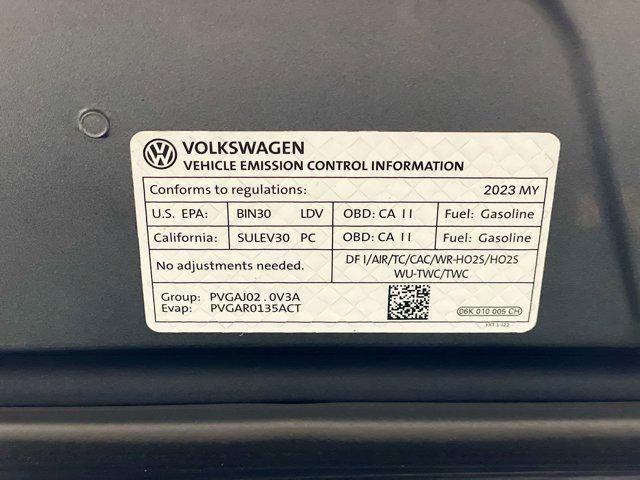 VOLKSWAGEN
VEHICLE EMISSION CONTROL INFORMATION
Conforms to regulations: 2023 MY
U.S. EPA: BIN30 LDV OBD: CA II Fuel: Gasoline
California: SULEV30 PC OBD: CA II Fuel: Gasoline
No adjustments needed. DF I/AIR/TC/CAC/WR-HO2S/HO2S
WU-TWC/TWC
Group: PVGAJ02.0V3A
Evap: PVGAR0135ACT
06K 010 005 CH